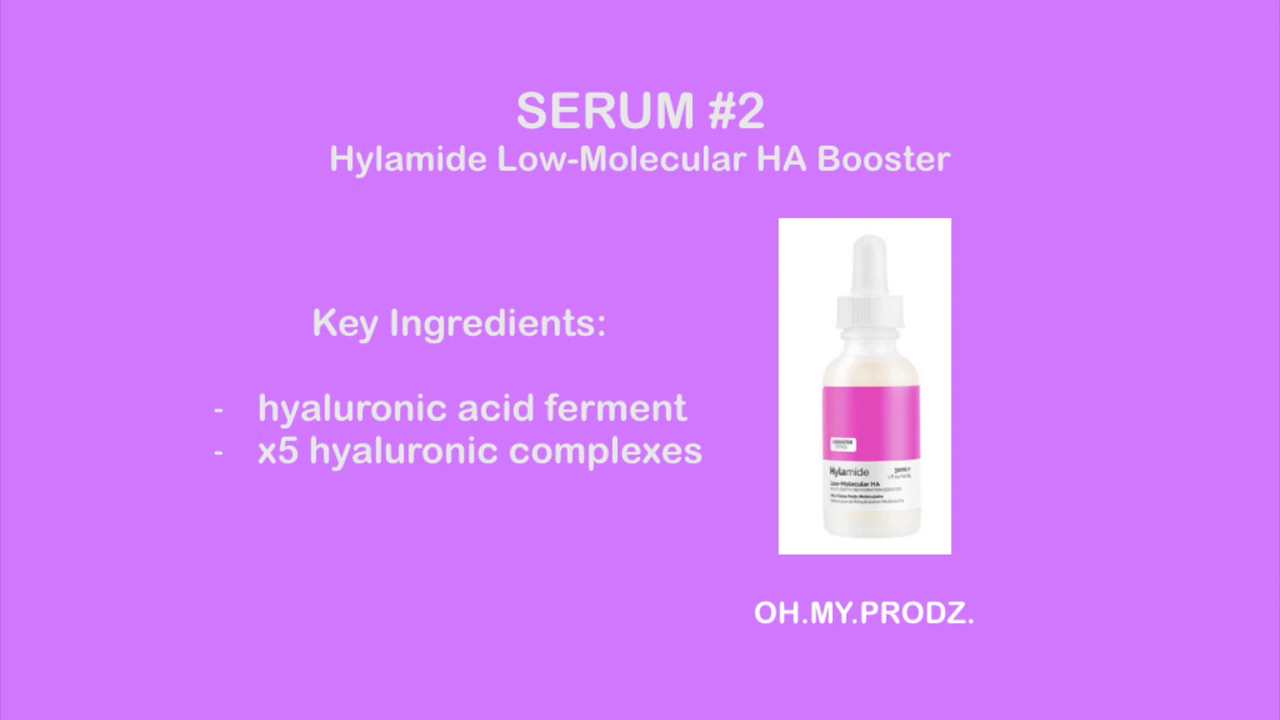 SERUM #2
Hylamide Low-Molecular HA Booster
Key Ingredients:
- hyaluronic acid ferment
- x5 hyaluronic complexes
Hylamide
Low-Molecular HA
OH.MY.PRODZ.